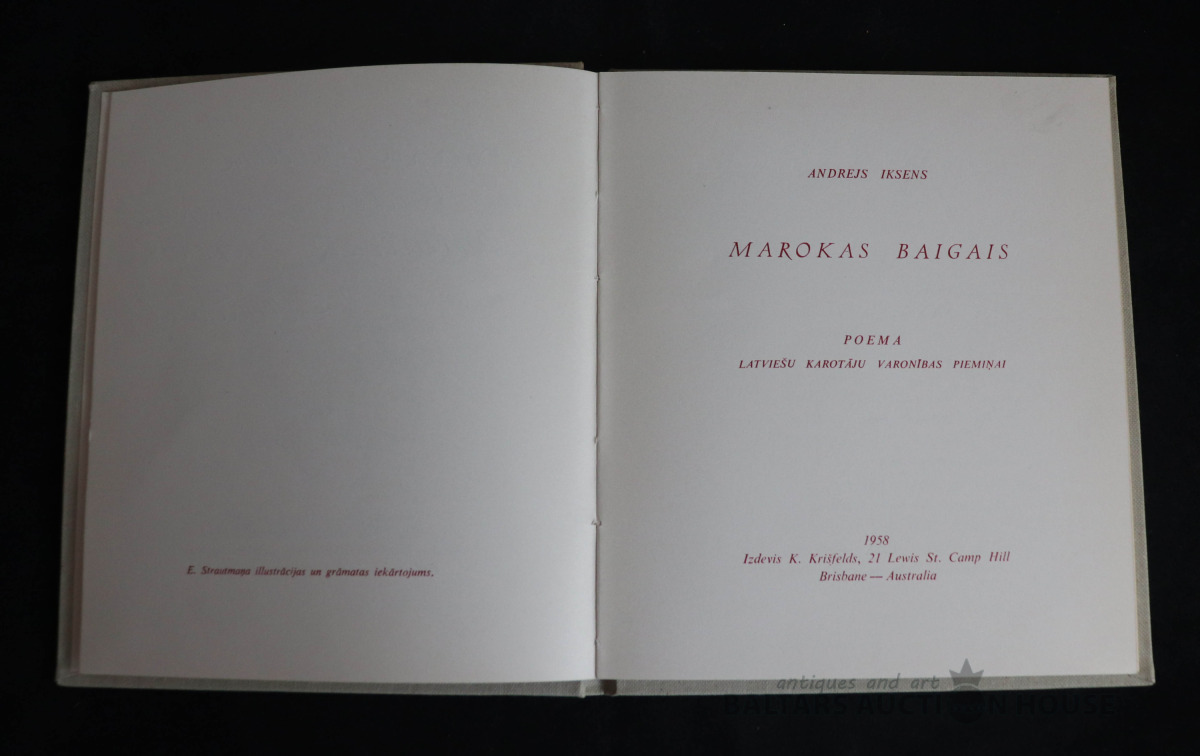 E. Strautmaņa illustrācijas un grāmatas iekārtojums.
ANDREJS IKSENS
MAROKAS BAIGAIS
POEMA
LATVIEŠU KAROTĀJU VARONĪBAS PIEMIŅAI
1958
Izdevis K. Krišfelds, 21 Lewis St. Camp Hill
Brisbane — Australia
antiques and art
BALTARS AUCTION HOUSE